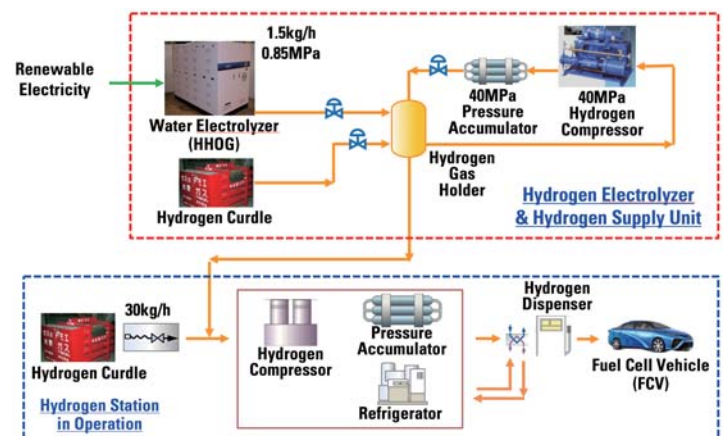 1.5kg/h
0.85MPa
Renewable
Electricity
Water Electrolyzer
(HHOG)
40MPa
Pressure
Accumulator
40MPa
Hydrogen
Compressor
Hydrogen
Gas
Holder
Hydrogen Curdle
Hydrogen Electrolyzer
& Hydrogen Supply Unit
30kg/h
Hydrogen Curdle
Hydrogen Station
in Operation
Hydrogen
Compressor
Pressure
Accumulator
Refrigerator
Hydrogen
Dispenser
Fuel Cell Vehicle
(FCV)